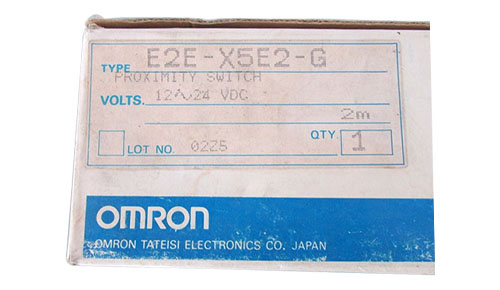 TYPE E2E-X5E2-G
PROXIMITY SWITCH
VOLTS. 12~24 VDC
2m
LOT NO. 02Z5 QTY 1
OMRON
OMRON TATEISI ELECTRONICS CO. JAPAN